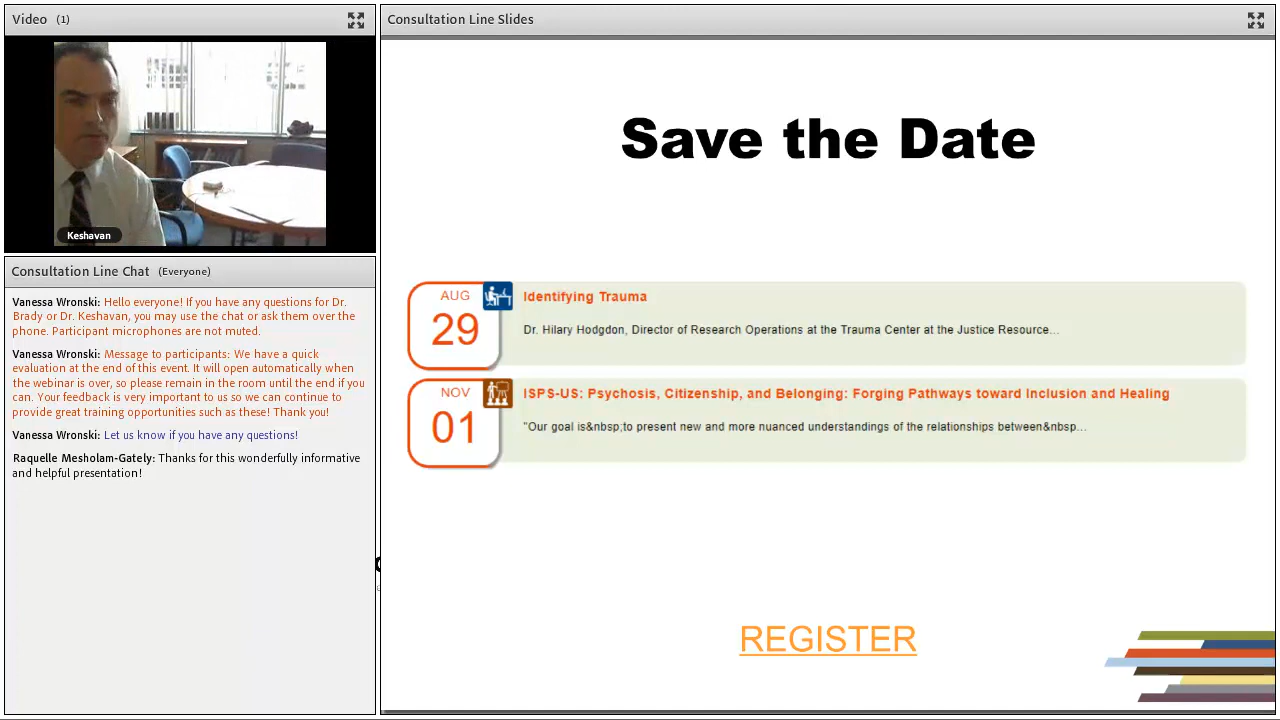 Video (1)
Keshavan
Consultation Line Chat (Everyone)
Vanessa Wronski: Hello everyone! If you have any questions for Dr.
Brady or Dr. Keshavan, you may use the chat or ask them over the
phone. Participant microphones are not muted.
Vanessa Wronski: Message to participants: We have a quick
evaluation at the end of this event. It will open automatically when
the webinar is over, so please remain in the room until the end if you
can. Your feedback is very important to us so we can continue to
provide great training opportunities such as these! Thank you!
Vanessa Wronski: Let us know if you have any questions!
Raquelle Mesholam-Gately: Thanks for this wonderfully informative
and helpful presentation!
Consultation Line Slides
Save the Date
AUG
29
Identifying Trauma
Dr. Hilary Hodgdon, Director of Research Operations at the Trauma Center at the Justice Resource...
NOV
01
ISPS-US: Psychosis, Citizenship, and Belonging: Forging Pathways toward Inclusion and Healing
"Our goal is&nbsp;to present new and more nuanced understandings of the relationships between&nbsp...
REGISTER